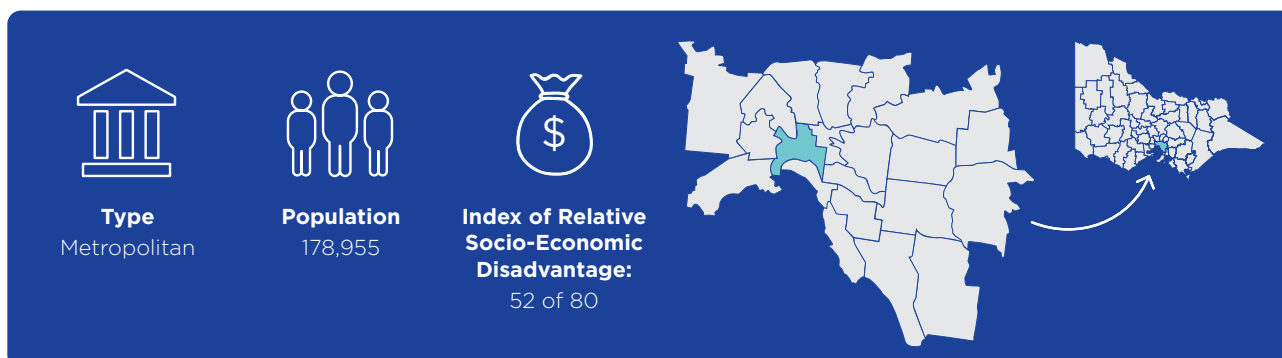 $
Type
Metropolitan
Population
178,955
Index of Relative
Socio-Economic
Disadvantage:
52 of 80